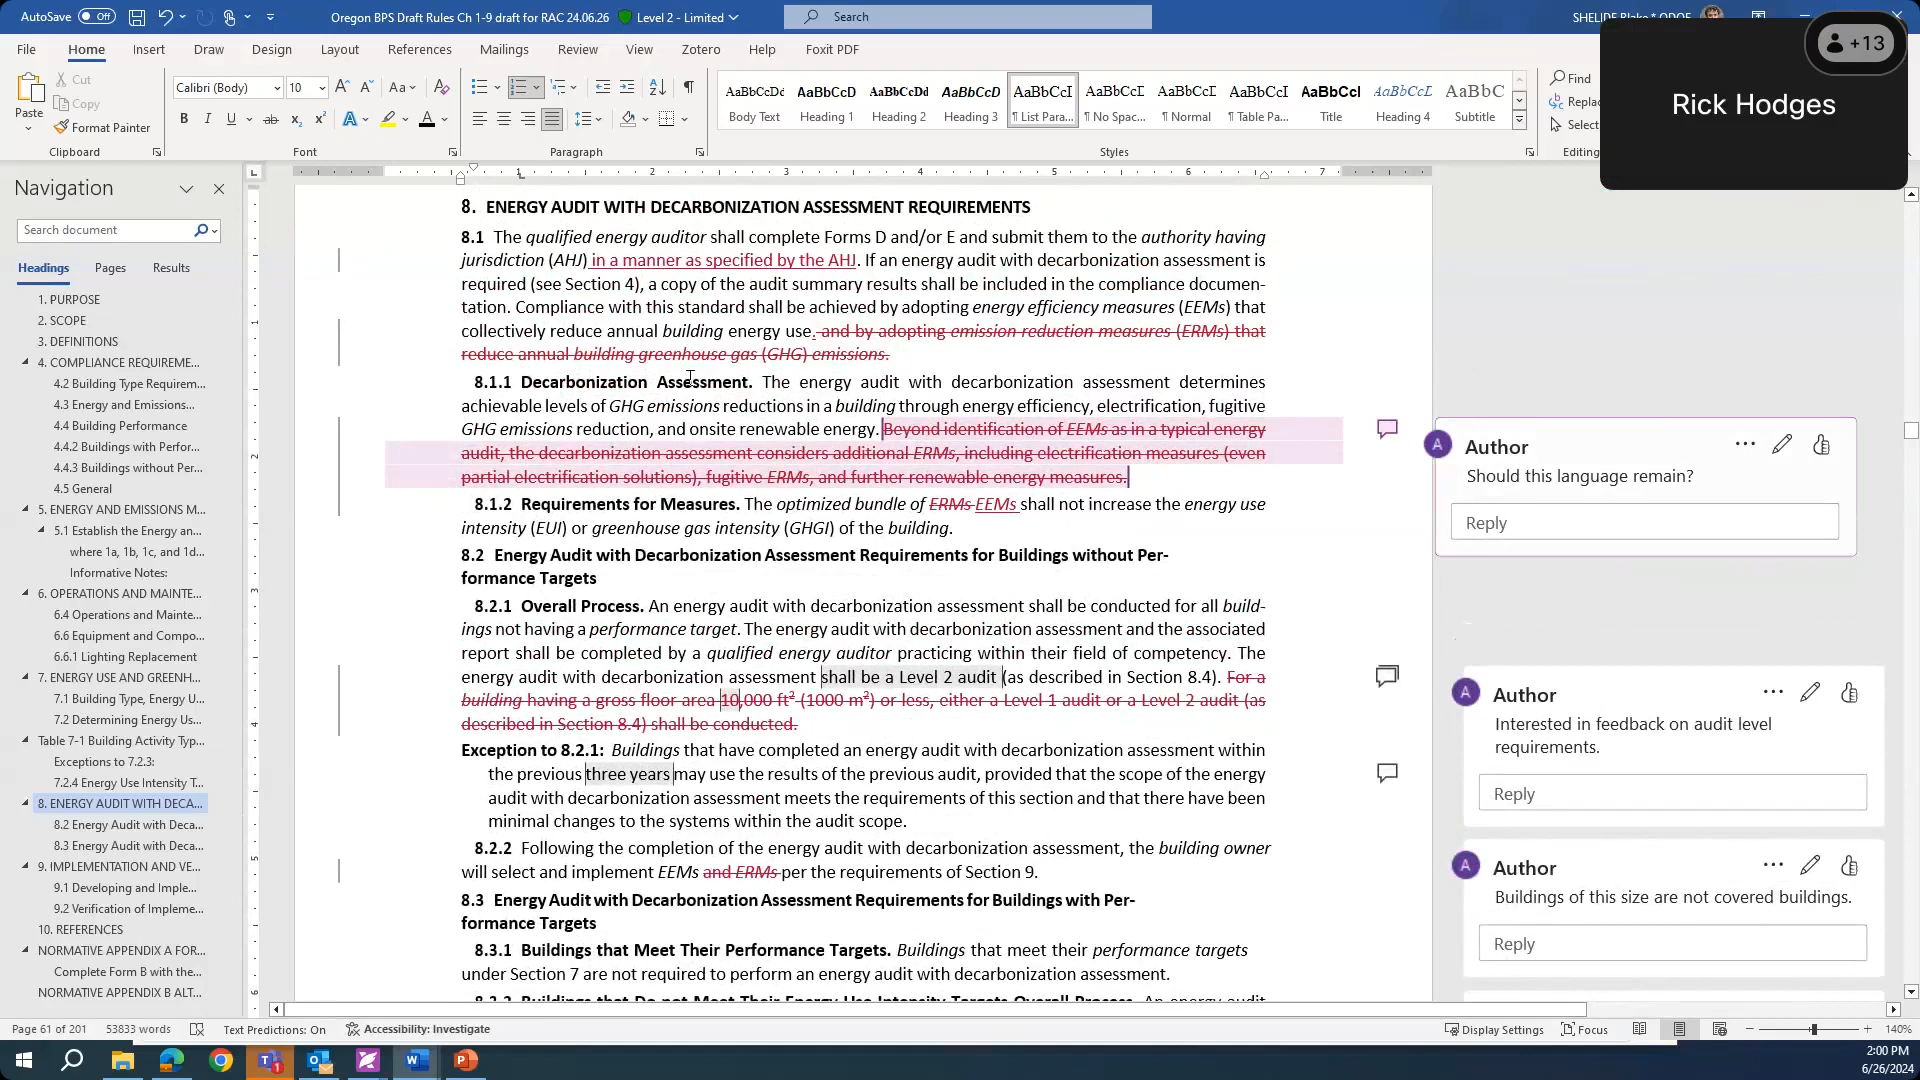 AutoSave Off
Oregon BPS Draft Rules Ch 1-9 draft for RAC 24.06.26
Level 2 - Limited
Search
SHELIDE Blake * ODOE
+13
Rick Hodges
File Home Insert Draw Design Layout References Mailings Review View Zotero Help Foxit PDF
Paste
Cut
Copy
Format Painter
Clipboard
Calibri (Body) 10
Font
Paragraph
AaBbCcDd AaBbCcD AaBbCcDd AaBbCcD AaBbCcI AaBbCcI AaBbCcI AaBbCcI AaBbCcl AaBbCcI AaBbC
Body Text Heading 1 Heading 2 Heading 3 ¶ List Para... ¶ No Spac... ¶ Normal ¶ Table Pa... Title Heading 4 Subtitle
Styles
Find
Replac
Select
Editing
Navigation
Search document
Headings Pages Results
1. PURPOSE
2. SCOPE
3. DEFINITIONS
4. COMPLIANCE REQUIREME...
4.2 Building Type Requirem...
4.3 Energy and Emissions...
4.4 Building Performance
4.4.2 Buildings with Perfor...
4.4.3 Buildings without Per...
4.5 General
5. ENERGY AND EMISSIONS M...
5.1 Establish the Energy an...
where 1a, 1b, 1c, and 1d...
Informative Notes:
6. OPERATIONS AND MAINTE...
6.4 Operations and Mainte...
6.6 Equipment and Compo...
6.6.1 Lighting Replacement
7. ENERGY USE AND GREENH...
7.1 Building Type, Energy U...
7.2 Determining Energy Us...
Table 7-1 Building Activity Typ...
Exceptions to 7.2.3:
7.2.4 Energy Use Intensity T...
8. ENERGY AUDIT WITH DECA...
8.2 Energy Audit with Deca...
8.3 Energy Audit with Deca...
9. IMPLEMENTATION AND VE...
9.1 Developing and Imple...
9.2 Verification of Impleme...
10. REFERENCES
NORMATIVE APPENDIX A FOR...
Complete Form B with the...
NORMATIVE APPENDIX B ALT...
8. ENERGY AUDIT WITH DECARBONIZATION ASSESSMENT REQUIREMENTS
8.1 The qualified energy auditor shall complete Forms D and/or E and submit them to the authority having
jurisdiction (AHJ) in a manner as specified by the AHJ. If an energy audit with decarbonization assessment is
required (see Section 4), a copy of the audit summary results shall be included in the compliance documen-
tation. Compliance with this standard shall be achieved by adopting energy efficiency measures (EEMs) that
collectively reduce annual building energy use. and by adopting emission reduction measures (ERMs) that
reduce annual building greenhouse gas (GHG) emissions.
8.1.1 Decarbonization Assessment. The energy audit with decarbonization assessment determines
achievable levels of GHG emissions reductions in a building through energy efficiency, electrification, fugitive
GHG emissions reduction, and onsite renewable energy. Beyond identification of EEMs as in a typical energy
audit, the decarbonization assessment considers additional ERMs, including electrification measures (even
partial electrification solutions), fugitive ERMs, and further renewable energy measures.
8.1.2 Requirements for Measures. The optimized bundle of ERMs EEMs shall not increase the energy use
intensity (EUI) or greenhouse gas intensity (GHGI) of the building.
8.2 Energy Audit with Decarbonization Assessment Requirements for Buildings without Per-
formance Targets
8.2.1 Overall Process. An energy audit with decarbonization assessment shall be conducted for all build-
ings not having a performance target. The energy audit with decarbonization assessment and the associated
report shall be completed by a qualified energy auditor practicing within their field of competency. The
energy audit with decarbonization assessment shall be a Level 2 audit (as described in Section 8.4). For a
building having a gross floor area 10,000 ft² (1000 m²) or less, either a Level 1 audit or a Level 2 audit (as
described in Section 8.4) shall be conducted.
Exception to 8.2.1: Buildings that have completed an energy audit with decarbonization assessment within
the previous three years may use the results of the previous audit, provided that the scope of the energy
audit with decarbonization assessment meets the requirements of this section and that there have been
minimal changes to the systems within the audit scope.
8.2.2 Following the completion of the energy audit with decarbonization assessment, the building owner
will select and implement EEMs and ERMs per the requirements of Section 9.
8.3 Energy Audit with Decarbonization Assessment Requirements for Buildings with Per-
formance Targets
8.3.1 Buildings that Meet Their Performance Targets. Buildings that meet their performance targets
under Section 7 are not required to perform an energy audit with decarbonization assessment.
8.3.2 Buildings that Do not Meet Their Energy Use Intensity Targets Overall Process. An energy audit
A Author
Should this language remain?
Reply
A Author
Interested in feedback on audit level
requirements.
Reply
A Author
Buildings of this size are not covered buildings.
Reply
Page 61 of 201 53833 words Text Predictions: On Accessibility: Investigate Display Settings Focus 140%
2:00 PM
6/26/2024